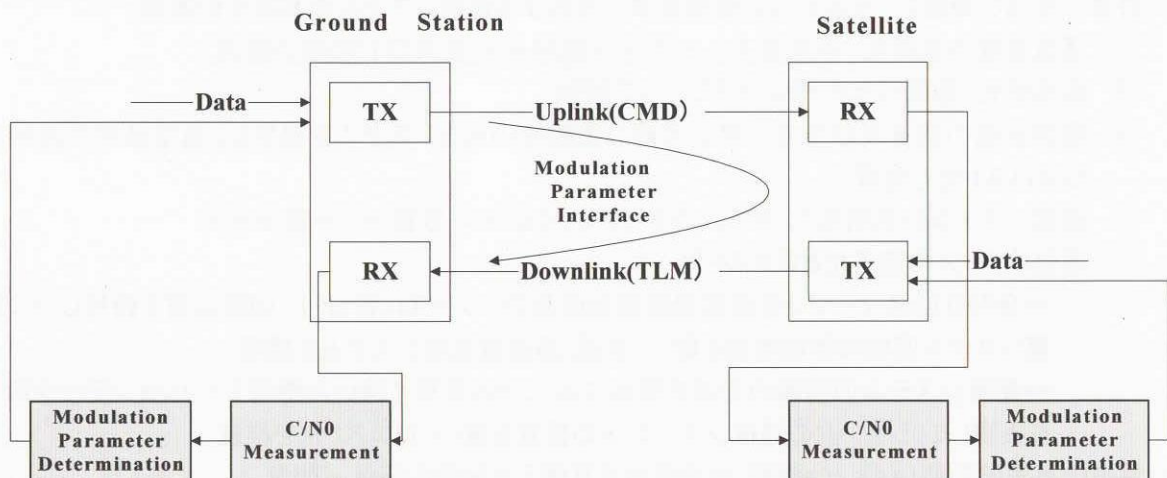 Ground Station
Satellite
Data
TX
Uplink(CMD)
RX
Modulation
Parameter
Interface
RX
Downlink(TLM)
TX
Data
Modulation
Parameter
Determination
C/N0
Measurement
C/N0
Measurement
Modulation
Parameter
Determination